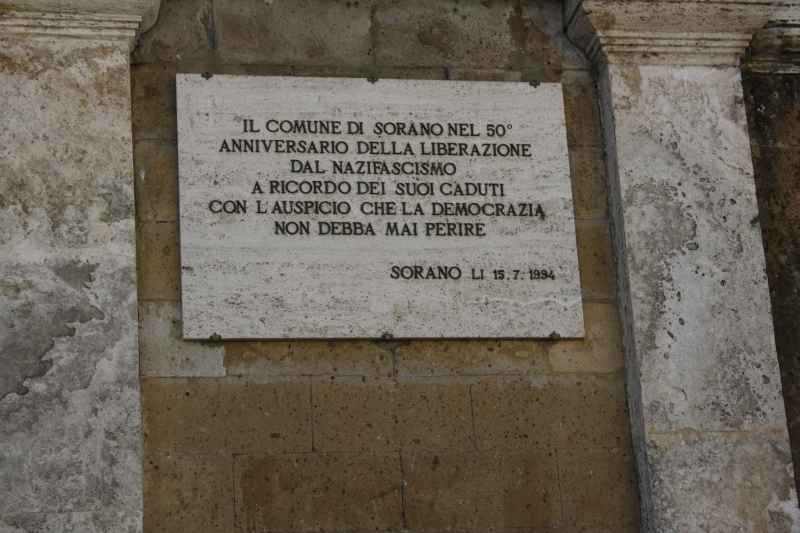 IL COMUNE DI SORANO NEL 50°
ANNIVERSARIO DELLA LIBERAZIONE
DAL NAZIFASCISMO
A RICORDO DEI SUOI CADUTI
CON L'AUSPICIO CHE LA DEMOCRAZIA
NON DEBBA MAI PERIRE
SORANO LI 15.7.1994